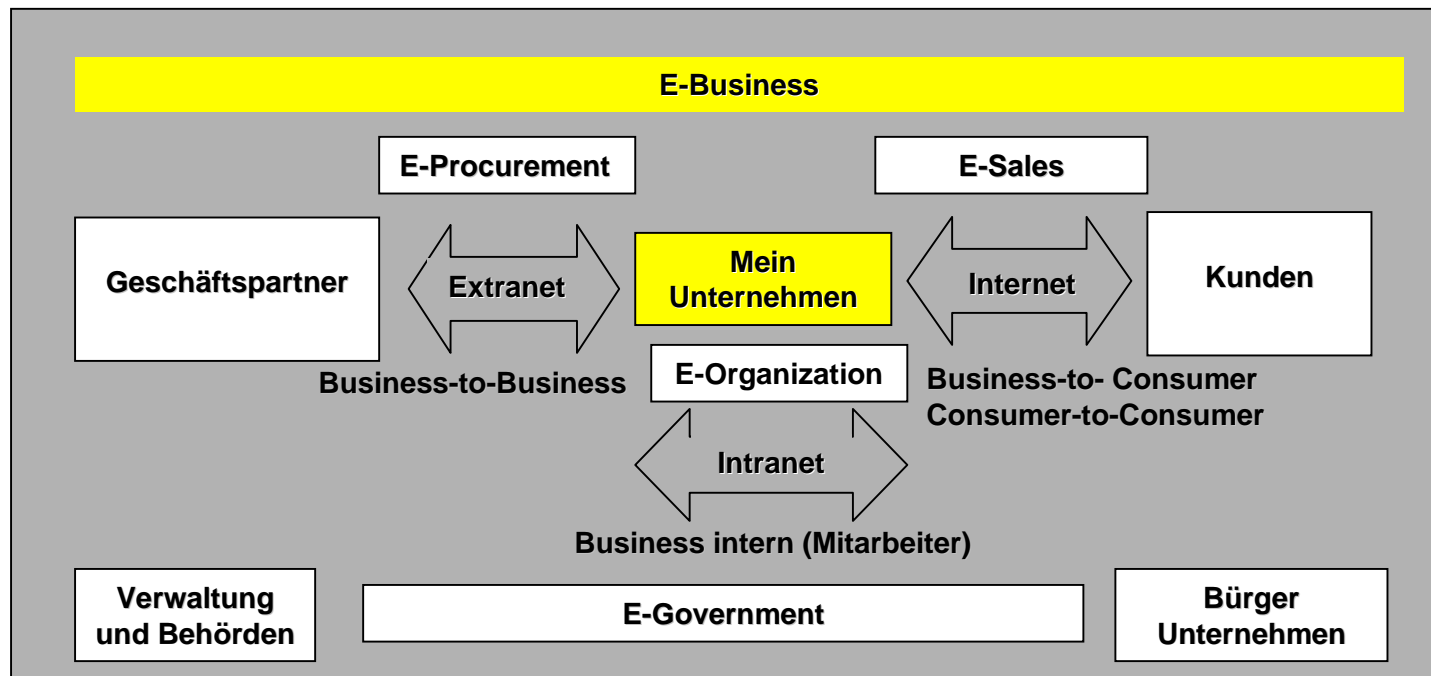 E-Business
E-Procurement
E-Sales
Geschäftspartner
Extranet
Mein
Unternehmen
Internet
Kunden
Business-to-Business
E-Organization
Business-to- Consumer
Consumer-to-Consumer
Intranet
Business intern (Mitarbeiter)
Verwaltung
und Behörden
E-Government
Bürger
Unternehmen